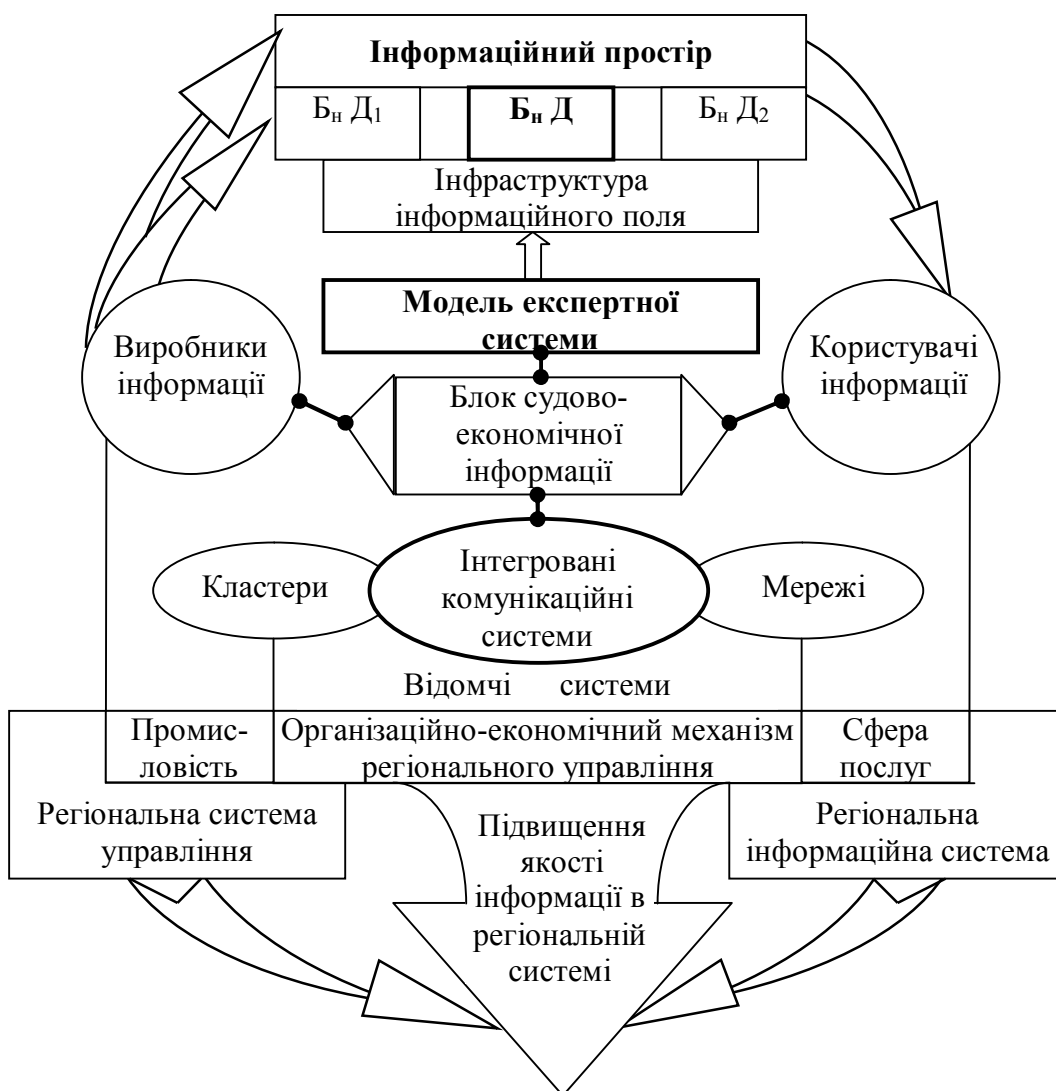 Інформаційний простір
Бн Д1
Бн Д
Бн Д2
Інфраструктура
інформаційного поля
Модель експертної
системи
Виробники
інформації
Користувачі
інформації
Блок судово-
економічної
інформації
Кластери
Інтегровані
комунікаційні
системи
Мережі
Відомчі системи
Промис-
ловість
Організаційно-економічний механізм
регіонального управління
Сфера
послуг
Регіональна система
управління
Підвищення
якості
інформації в
регіональній
системі
Регіональна
інформаційна система